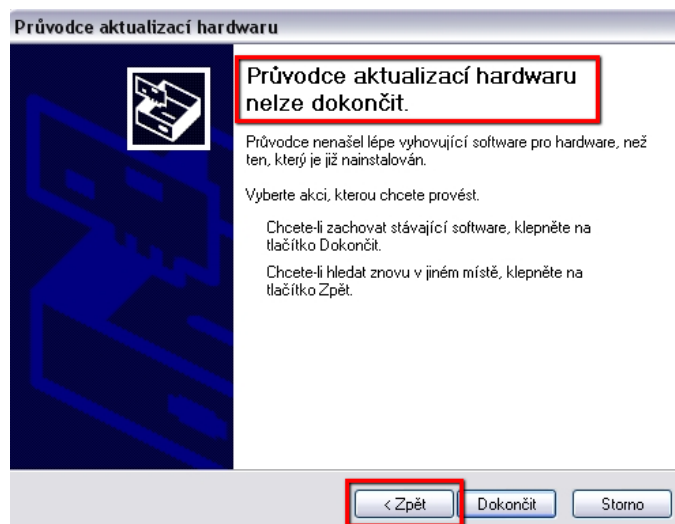 Průvodce aktualizací hardwaru
Průvodce aktualizací hardwaru
nelze dokončit.
Průvodce nenašel lépe vyhovující software pro hardware, než
ten, který je již nainstalován.
Vyberte akci, kterou chcete provést.
Chcete-li zachovat stávající software, klepněte na
tlačítko Dokončit.
Chcete-li hledat znovu v jiném místě, klepněte na
tlačítko Zpět.
< Zpět Dokončit Storno